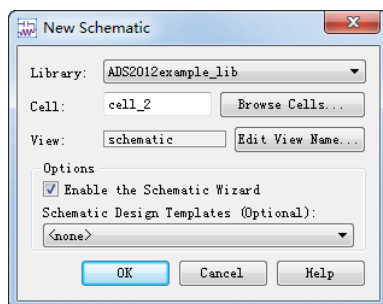 New Schematic
Library: ADS2012example_lib
Cell: cell_2 Browse Cells...
View: schematic Edit View Name...
Options
Enable the Schematic Wizard
Schematic Design Templates (Optional):
<none>
OK Cancel Help